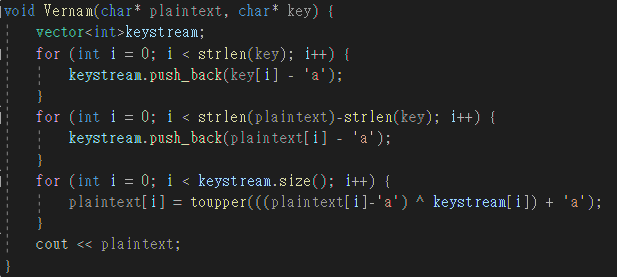 void Vernam(char* plaintext, char* key) {
    vector<int>keystream;
    for (int i = 0; i < strlen(key); i++) {
        keystream.push_back(key[i] - 'a');
    }
    for (int i = 0; i < strlen(plaintext)-strlen(key); i++) {
        keystream.push_back(plaintext[i] - 'a');
    }
    for (int i = 0; i < keystream.size(); i++) {
        plaintext[i] = toupper(((plaintext[i]-'a') ^ keystream[i]) + 'a');
    }
    cout << plaintext;
}